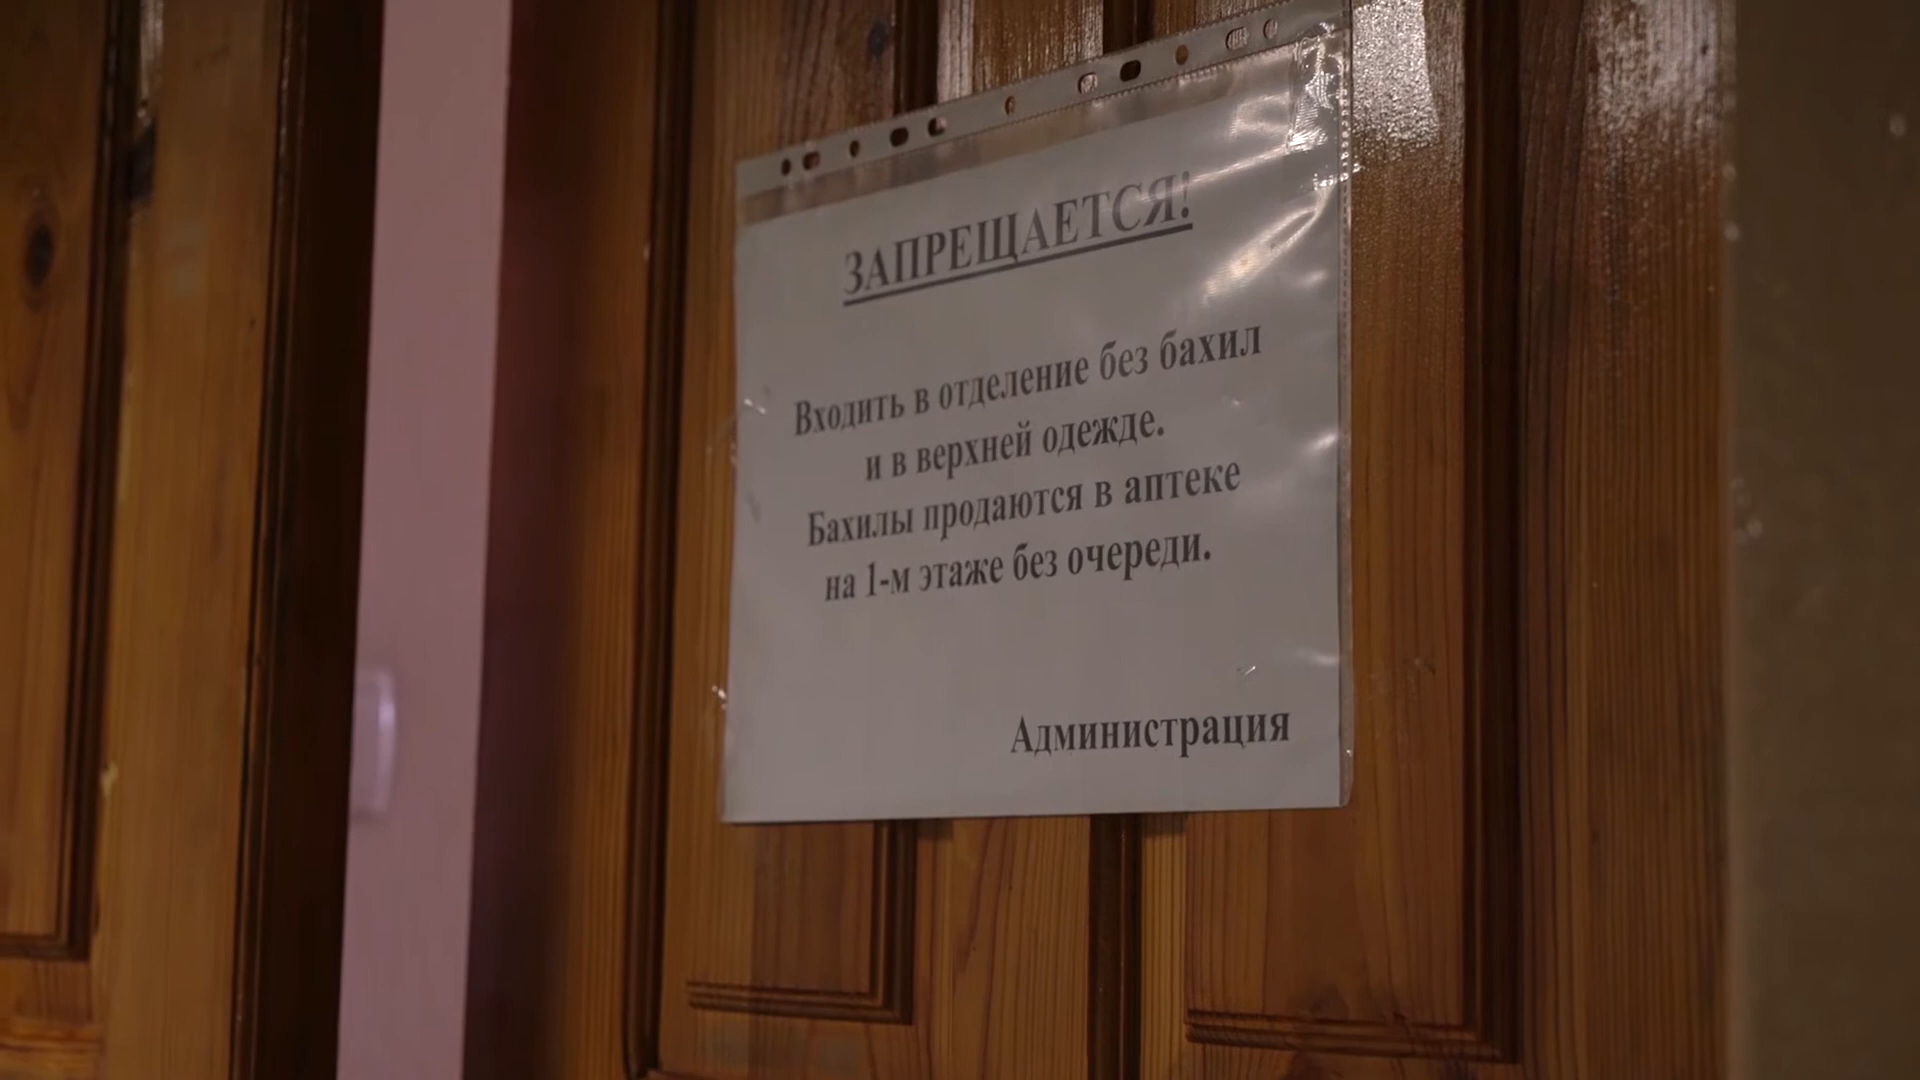 ЗАПРЕЩАЕТСЯ!
Входить в отделение без бахил
и в верхней одежде.
Бахилы продаются в аптеке
на 1-м этаже без очереди.
Администрация